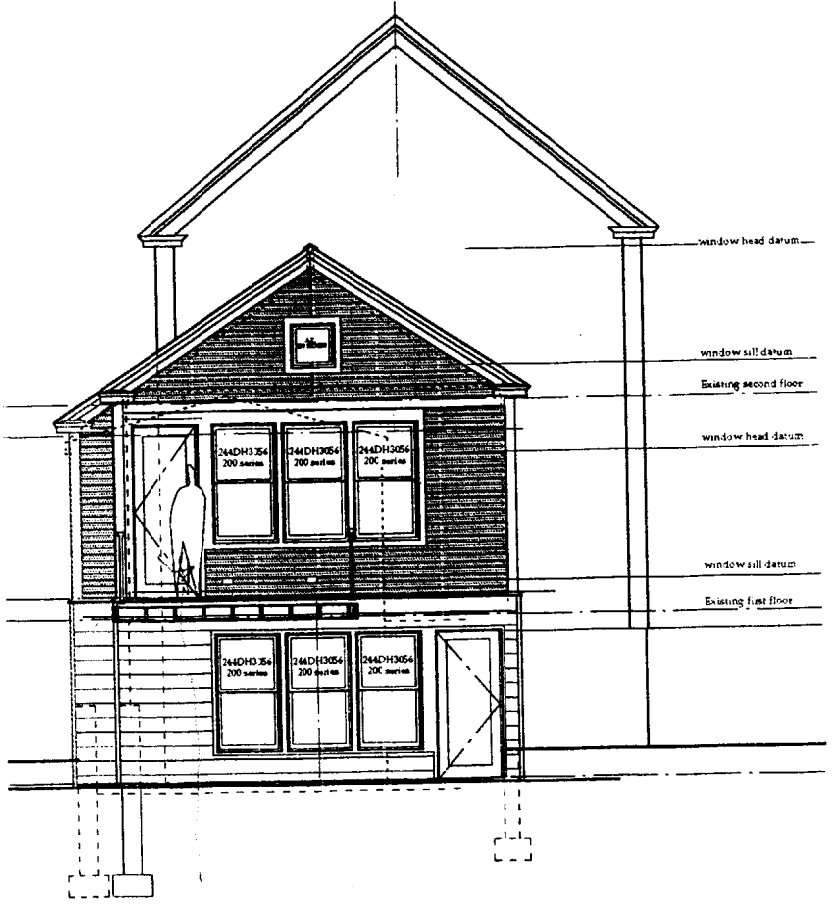 window head datum
window sill datum
Existing second floor
window head datum
244DH3056 244DH3056 244DH3056
200 series 200 series 200 series
window sill datum
Existing first floor
244DH3056 244DH3056 244DH3056
200 series 200 series 200 series